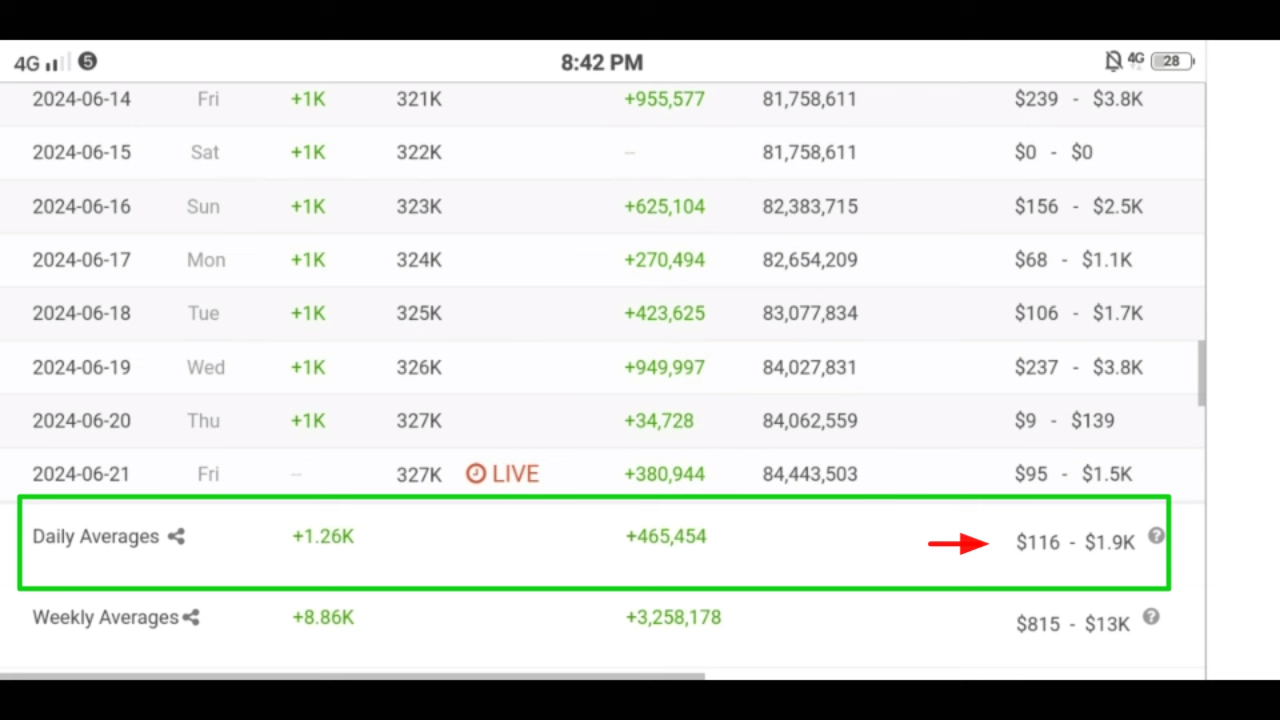 4G 5 8:42 PM 4G 28
2024-06-14 Fri +1K 321K +955,577 81,758,611 $239 - $3.8K
2024-06-15 Sat +1K 322K -- 81,758,611 $0 - $0
2024-06-16 Sun +1K 323K +625,104 82,383,715 $156 - $2.5K
2024-06-17 Mon +1K 324K +270,494 82,654,209 $68 - $1.1K
2024-06-18 Tue +1K 325K +423,625 83,077,834 $106 - $1.7K
2024-06-19 Wed +1K 326K +949,997 84,027,831 $237 - $3.8K
2024-06-20 Thu +1K 327K +34,728 84,062,559 $9 - $139
2024-06-21 Fri -- 327K LIVE +380,944 84,443,503 $95 - $1.5K
Daily Averages +1.26K +465,454 $116 - $1.9K ?
Weekly Averages +8.86K +3,258,178 $815 - $13K ?